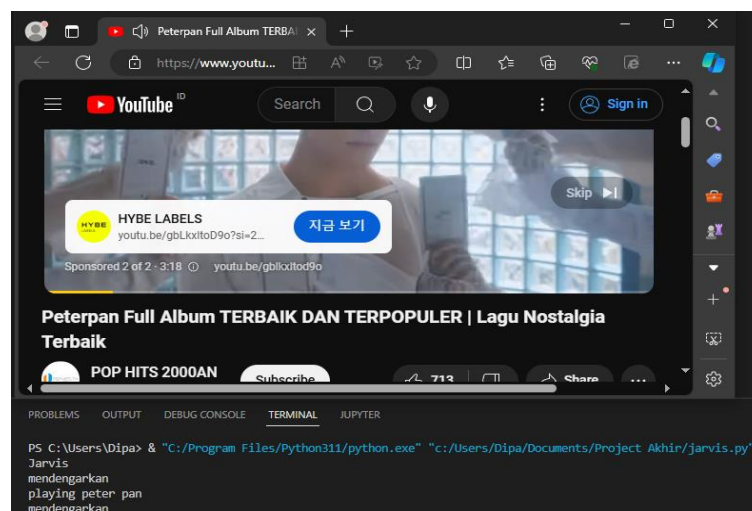 Peterpan Full Album TERBAI
https://www.youtu...
YouTube ID
Search
Sign in
Skip
HYBE LABELS
youtu.be/gbLkxItoD9o?si=2...
지금 보기
Sponsored 2 of 2 · 3:18 youtu.be/gblkxitod9o
Peterpan Full Album TERBAIK DAN TERPOPULER | Lagu Nostalgia
Terbaik
POP HITS 2000AN
Subscribe
713
Share
PROBLEMS OUTPUT DEBUG CONSOLE TERMINAL JUPYTER
PS C:\Users\Dipa> & "C:/Program Files/Python311/python.exe" "c:/Users/Dipa/Documents/Project Akhir/jarvis.py"
Jarvis
mendengarkan
playing peter pan
mendengarkan